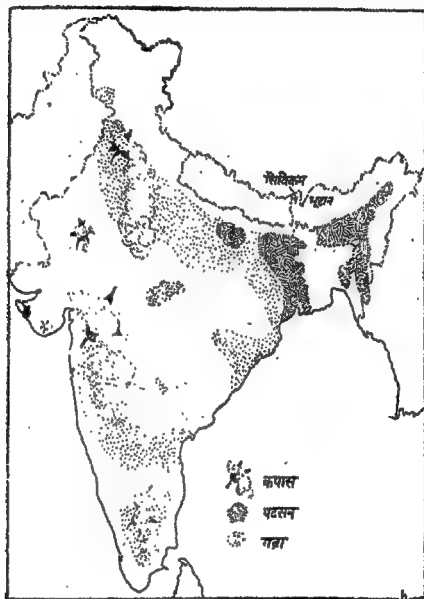 सिक्किम
भूटान
कपास
पटसन
गन्ना